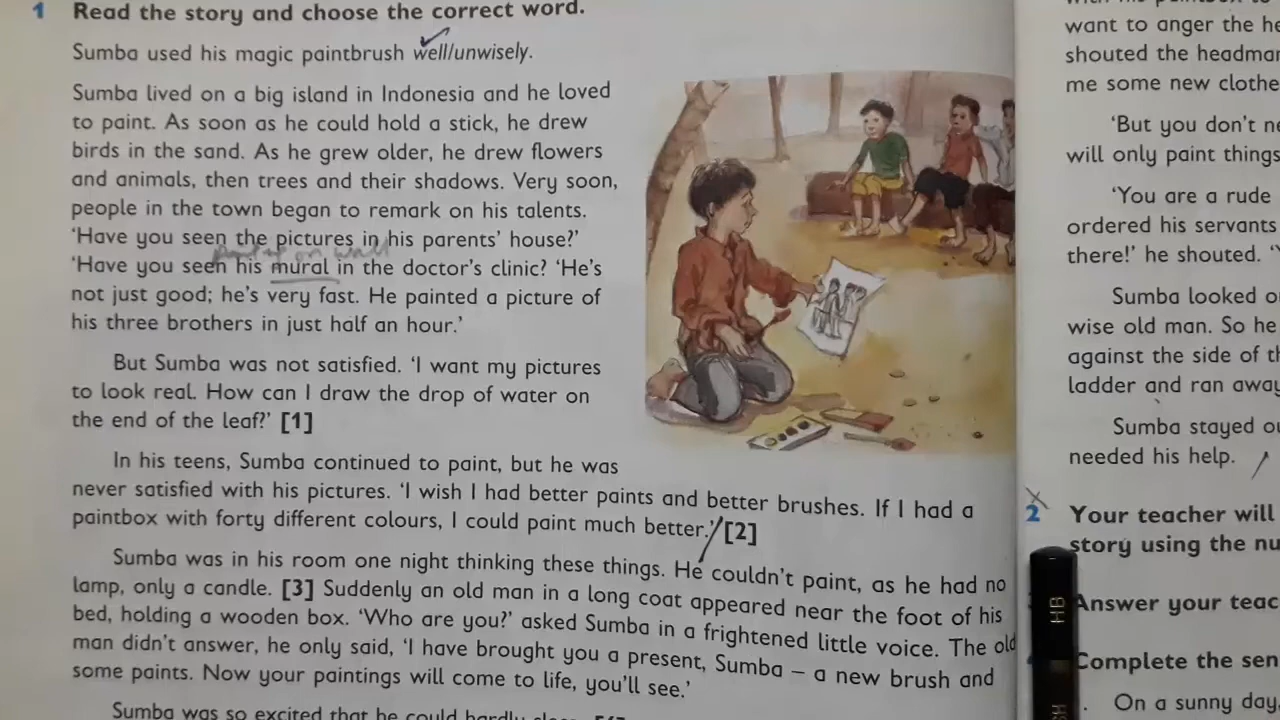 1 Read the story and choose the correct word.
Sumba used his magic paintbrush well/unwisely.
Sumba lived on a big island in Indonesia and he loved
to paint. As soon as he could hold a stick, he drew
birds in the sand. As he grew older, he drew flowers
and animals, then trees and their shadows. Very soon,
people in the town began to remark on his talents.
‘Have you seen the pictures in his parents’ house?’
‘Have you seen his mural in the doctor’s clinic? ‘He’s
not just good; he’s very fast. He painted a picture of
his three brothers in just half an hour.’
But Sumba was not satisfied. ‘I want my pictures
to look real. How can I draw the drop of water on
the end of the leaf?’ [1]
In his teens, Sumba continued to paint, but he was
never satisfied with his pictures. ‘I wish I had better paints and better brushes. If I had a
paintbox with forty different colours, I could paint much better.’ [2]
Sumba was in his room one night thinking these things. He couldn’t paint, as he had no
lamp, only a candle. [3] Suddenly an old man in a long coat appeared near the foot of his
bed, holding a wooden box. ‘Who are you?’ asked Sumba in a frightened little voice. The old
man didn’t answer, he only said, ‘I have brought you a present, Sumba – a new brush and
some paints. Now your paintings will come to life, you’ll see.’
Sumba was so excited that he could hardly
want to anger the
shouted the
me some new
‘But you don’t
will only paint things
‘You are a rude
ordered his servants
there!’ he shouted.
Sumba looked
wise old man. So he
against the side of
ladder and ran away
Sumba stayed
needed his help.
2 Your teacher will
story using the
Answer your
Complete the
On a sunny day
HB